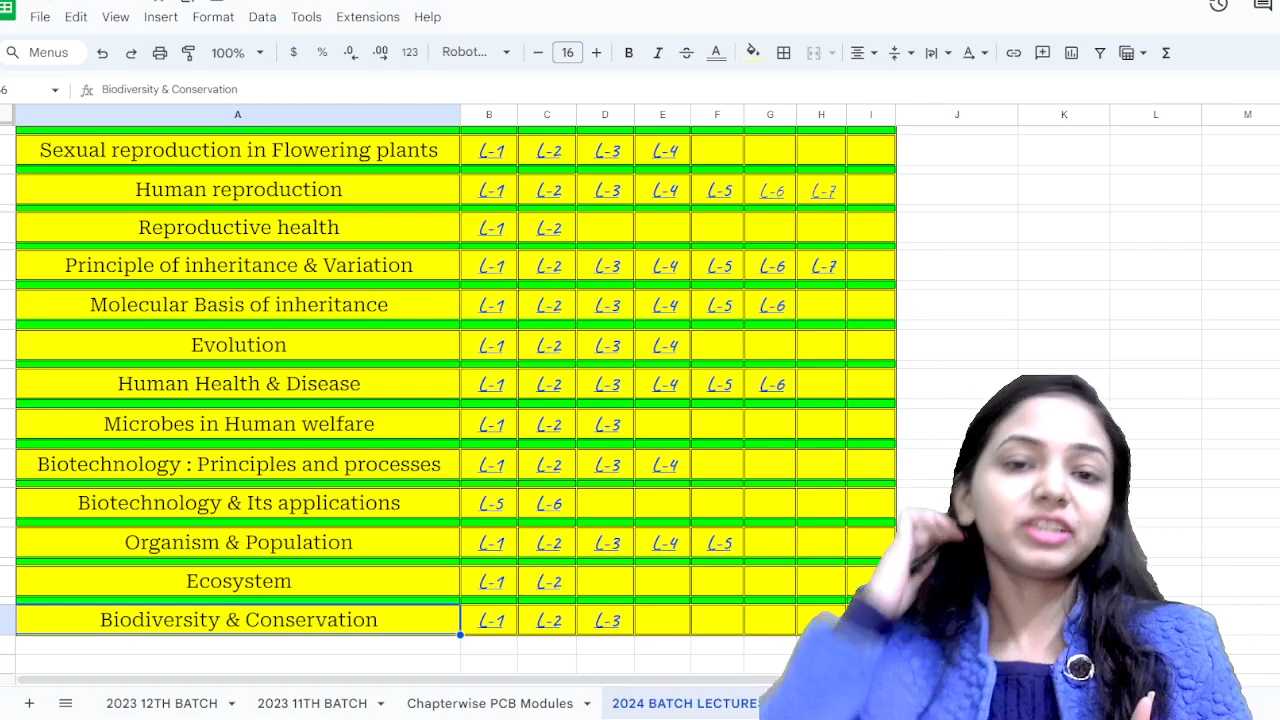 File Edit View Insert Format Data Tools Extensions Help
Menus 100% $ % .0 .00 123 Robot... 16 B I A Σ
Biodiversity & Conservation
A B C D E F G H I J K L M
Sexual reproduction in Flowering plants L-1 L-2 L-3 L-4
Human reproduction L-1 L-2 L-3 L-4 L-5 L-6 L-7
Reproductive health L-1 L-2
Principle of inheritance & Variation L-1 L-2 L-3 L-4 L-5 L-6 L-7
Molecular Basis of inheritance L-1 L-2 L-3 L-4 L-5 L-6
Evolution L-1 L-2 L-3 L-4
Human Health & Disease L-1 L-2 L-3 L-4 L-5 L-6
Microbes in Human welfare L-1 L-2 L-3
Biotechnology : Principles and processes L-1 L-2 L-3 L-4
Biotechnology & Its applications L-5 L-6
Organism & Population L-1 L-2 L-3 L-4 L-5
Ecosystem L-1 L-2
Biodiversity & Conservation L-1 L-2 L-3
2023 12TH BATCH 2023 11TH BATCH Chapterwise PCB Modules 2024 BATCH LECTURES